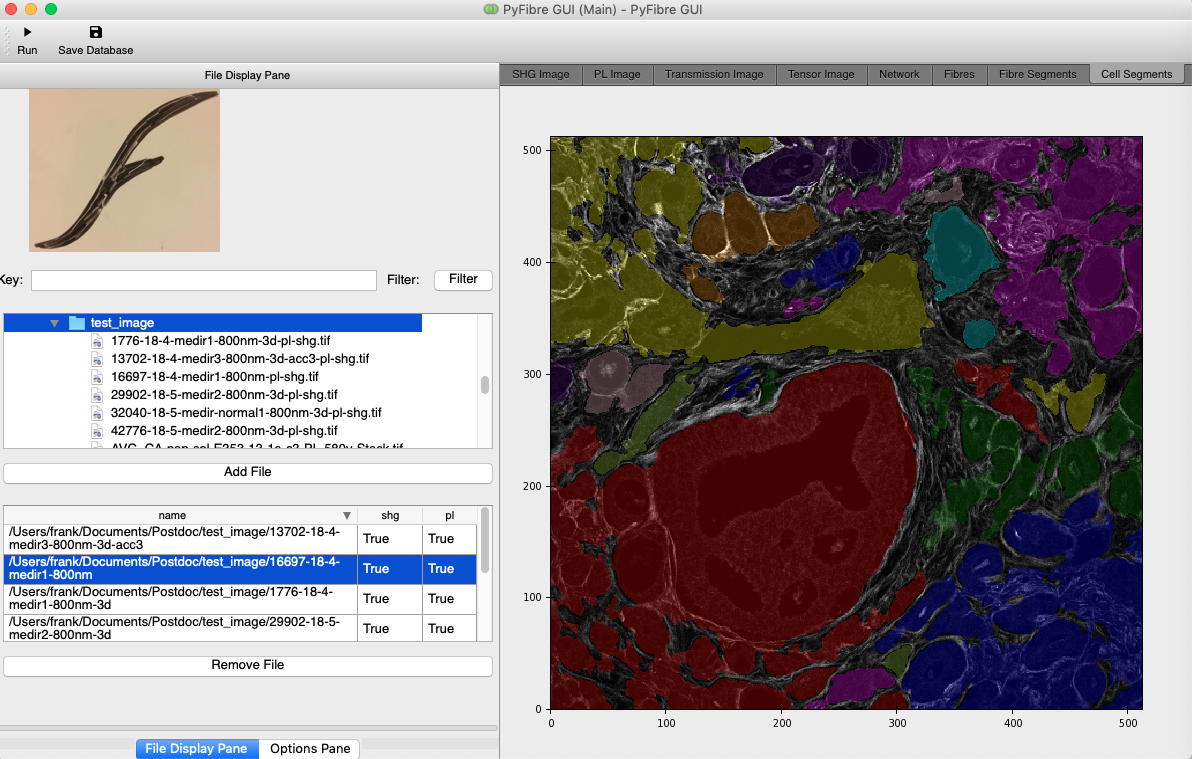 PyFibre GUI (Main) - PyFibre GUI
Run
Save Database
File Display Pane
SHG Image
PL Image
Transmission Image
Tensor Image
Network
Fibres
Fibre Segments
Cell Segments
Key:
Filter:
Filter
test_image
1776-18-4-medir1-800nm-3d-pl-shg.tif
13702-18-4-medir3-800nm-3d-acc3-pl-shg.tif
16697-18-4-medir1-800nm-pl-shg.tif
29902-18-5-medir2-800nm-3d-pl-shg.tif
32040-18-5-medir-normal1-800nm-3d-pl-shg.tif
42776-18-5-medir2-800nm-3d-pl-shg.tif
Add File
name shg pl
/Users/frank/Documents/Postdoc/test_image/13702-18-4-
medir3-800nm-3d-acc3
True True
/Users/frank/Documents/Postdoc/test_image/16697-18-4-
medir1-800nm
True True
/Users/frank/Documents/Postdoc/test_image/1776-18-4-
medir1-800nm-3d
True True
/Users/frank/Documents/Postdoc/test_image/29902-18-5-
medir2-800nm-3d
True True
Remove File
File Display Pane
Options Pane
500
400
300
200
100
0
0 100 200 300 400 500